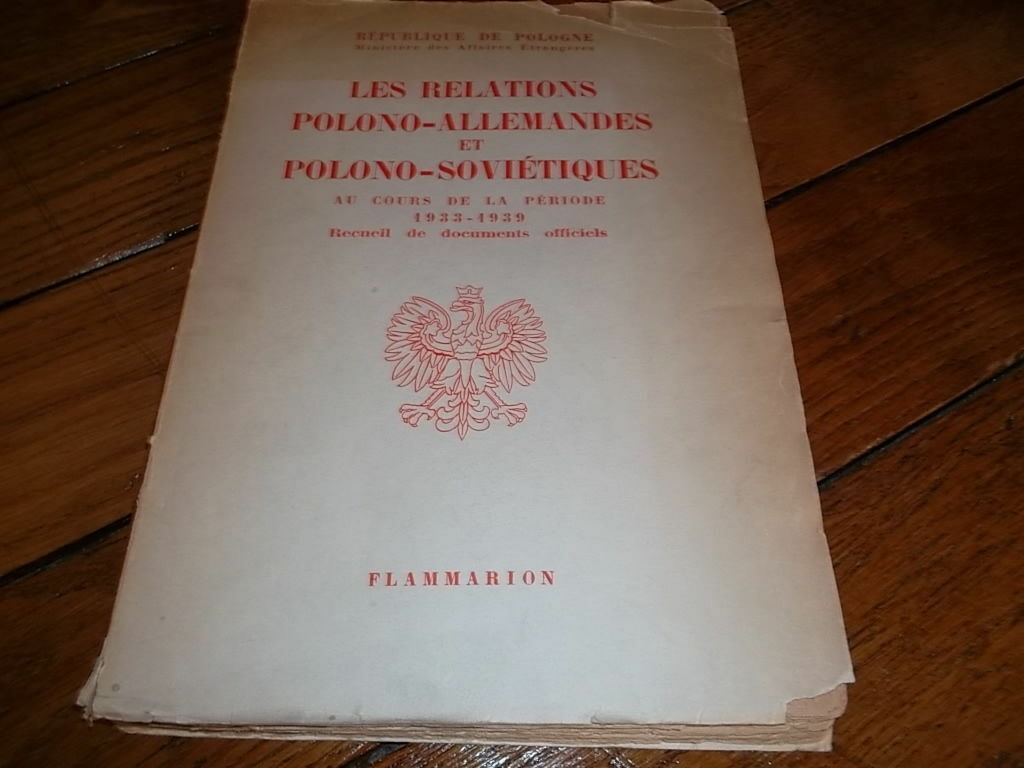 RÉPUBLIQUE DE POLOGNE
Ministère des Affaires Étrangères
LES RELATIONS
POLONO-ALLEMANDES
ET
POLONO-SOVIÉTIQUES
AU COURS DE LA PÉRIODE
1933-1939
Recueil de documents officiels
FLAMMARION